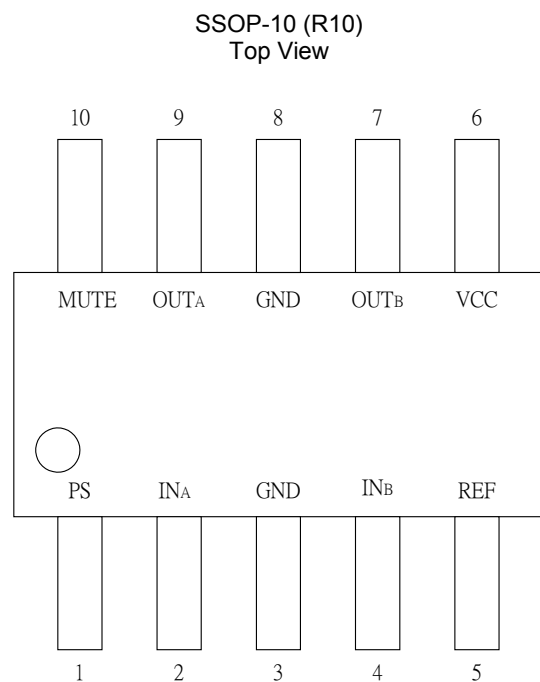 SSOP-10 (R10)
Top View
10 9 8 7 6
MUTE OUTA GND OUTB VCC
PS INA GND INB REF
1 2 3 4 5